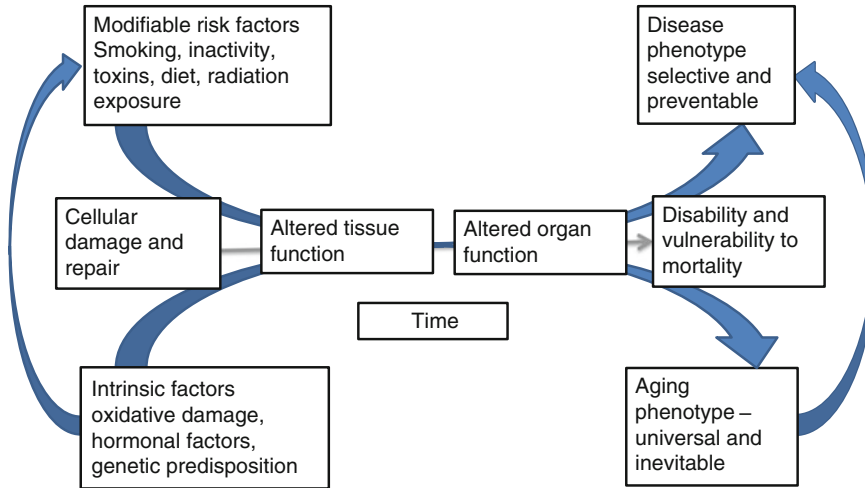 Modifiable risk factors
Smoking, inactivity,
toxins, diet, radiation
exposure
Disease
phenotype
selective and
preventable
Cellular
damage and
repair
Altered tissue
function
Altered organ
function
Disability and
vulnerability to
mortality
Time
Intrinsic factors
oxidative damage,
hormonal factors,
genetic predisposition
Aging
phenotype –
universal and
inevitable